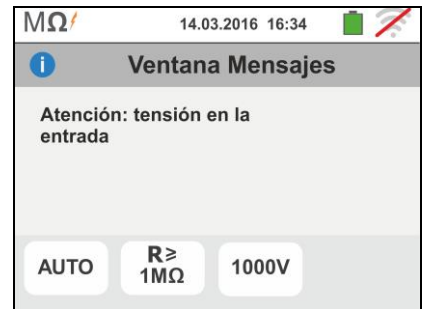 MΩ 14.03.2016 16:34
i Ventana Mensajes
Atención: tensión en la
entrada
AUTO R≥ 1000V
1MΩ